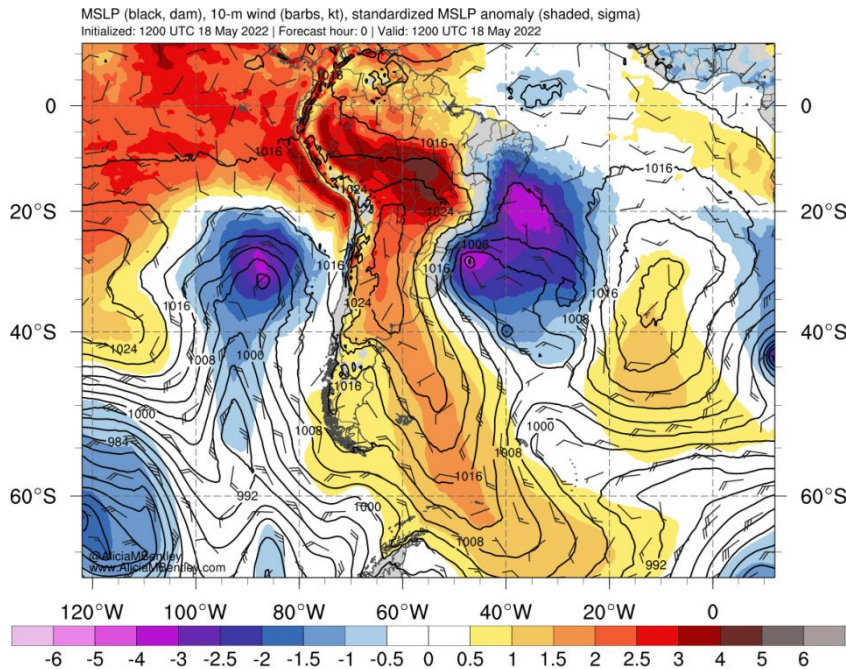 MSLP (black, dam), 10-m wind (barbs, kt), standardized MSLP anomaly (shaded, sigma)
Initialized: 1200 UTC 18 May 2022 | Forecast hour: 0 | Valid: 1200 UTC 18 May 2022
1016
0 0
1016 1016
1016
1024
20°S 1024 20°S
1008
1016 1016
1016 1024 1016
1008
40°S 40°S
1024 1008 1000
1016
1000 1000
984 1008 1008
1016
992
60°S 60°S
1000
1008
992
@AliciaMBentley
www.AliciaMBentley.com
120°W 100°W 80°W 60°W 40°W 20°W 0
-6 -5 -4 -3 -2.5 -2 -1.5 -1 -0.5 0 0.5 1 1.5 2 2.5 3 4 5 6